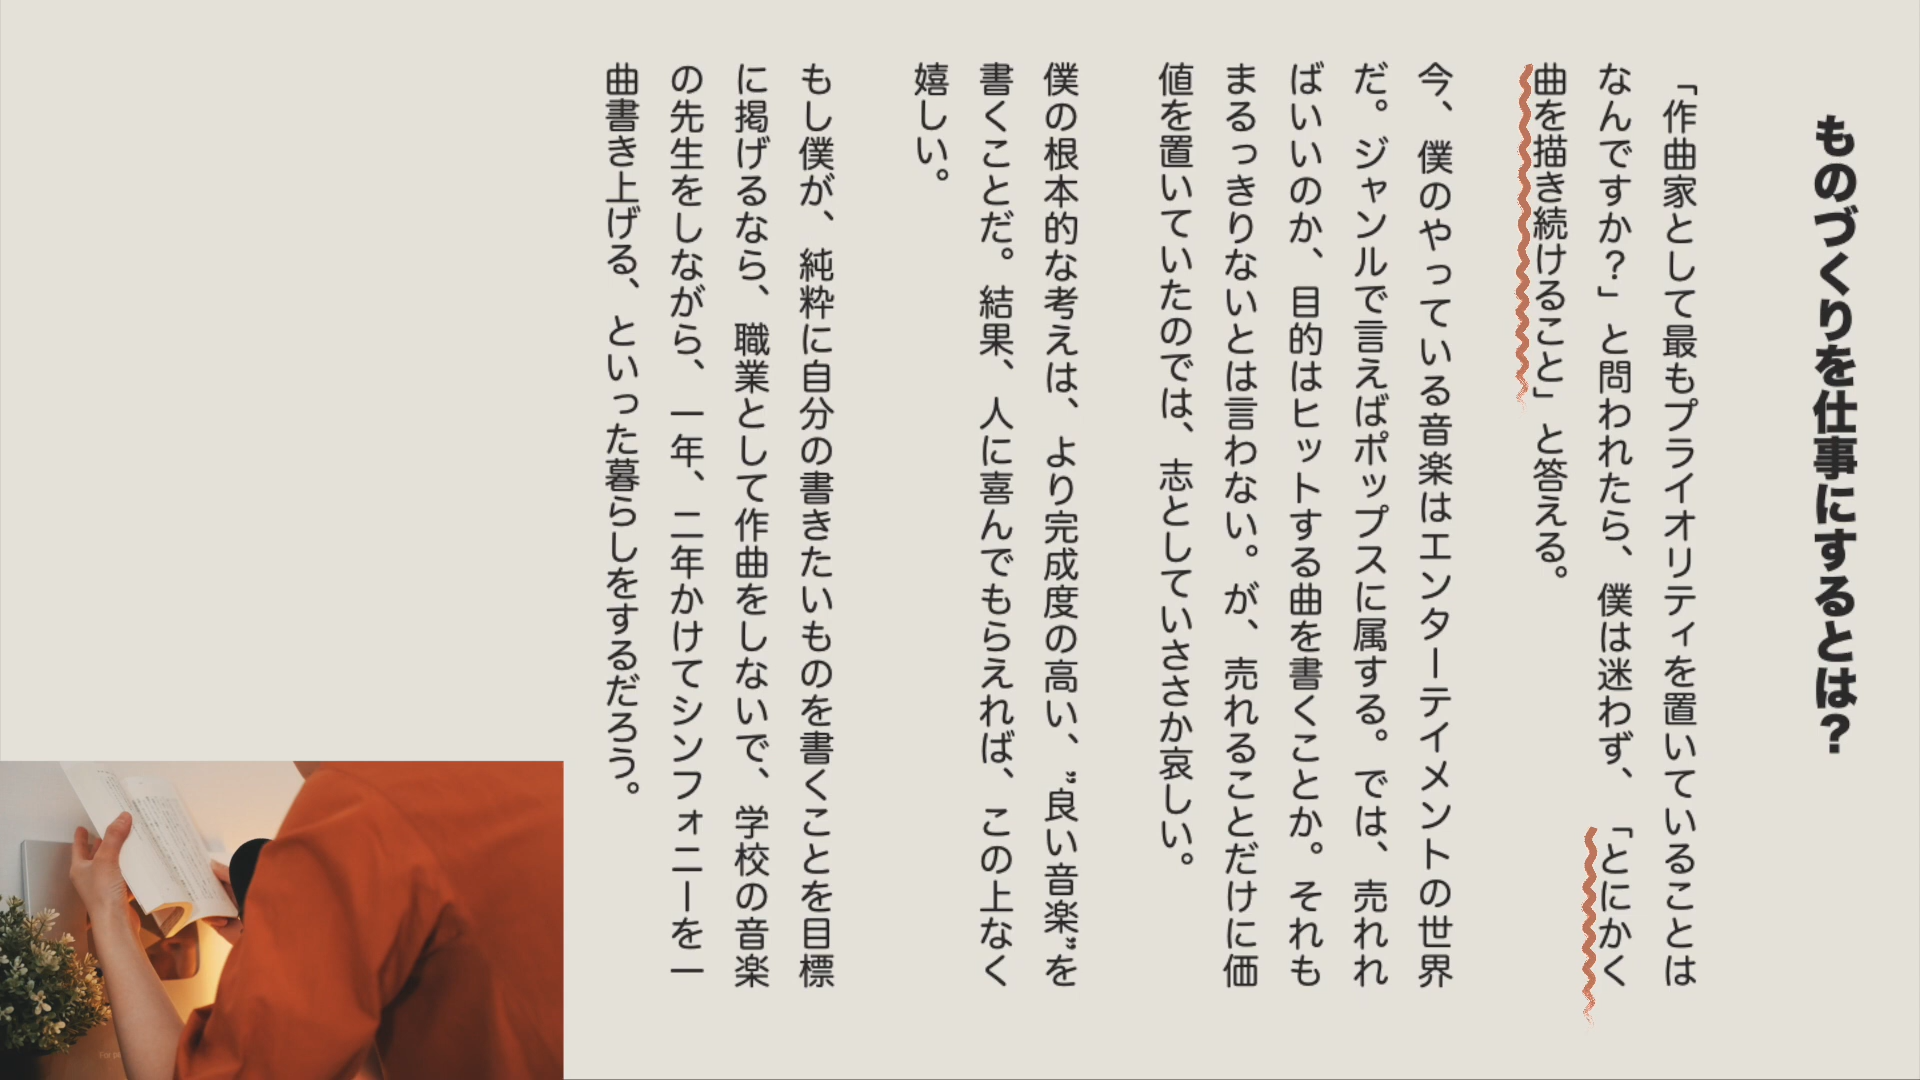 ものづくりを仕事にするとは?
「作曲家として最もプライオリティを置いていることは
なんですか?」と問われたら、僕は迷わず、「とにかく
曲を描き続けること」と答える。
今、僕のやっている音楽はエンターテイメントの世界
だ。ジャンルで言えばポップスに属する。では、売れれ
ばいいのか、目的はヒットする曲を書くことか。それも
まるっきりないとは言わない。が、売れることだけに価
値を置いていたのでは、志としていささか哀しい。
僕の根本的な考えは、より完成度の高い、”良い音楽”を
書くことだ。結果、人に喜んでもらえれば、この上なく
嬉しい。
もし僕が、純粋に自分の書きたいものを書くことを目標
に掲げるなら、職業として作曲をしないで、学校の音楽
の先生をしながら、一年、二年かけてシンフォニーを一
曲書き上げる、といった暮らしをするだろう。